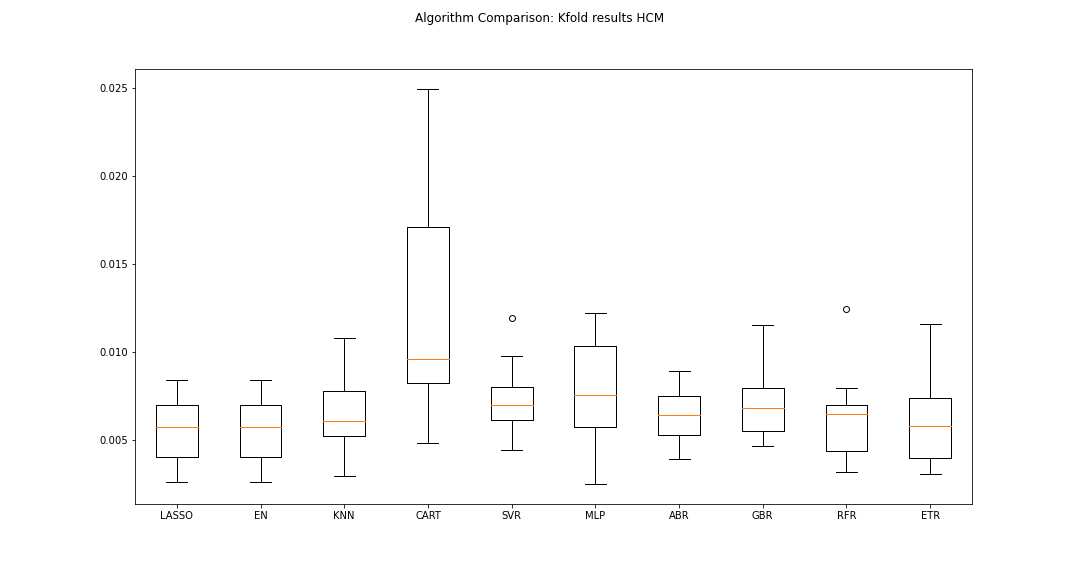 Algorithm Comparison: Kfold results HCM
0.025
0.020
0.015
0.010
0.005
LASSO EN KNN CART SVR MLP ABR GBR RFR ETR